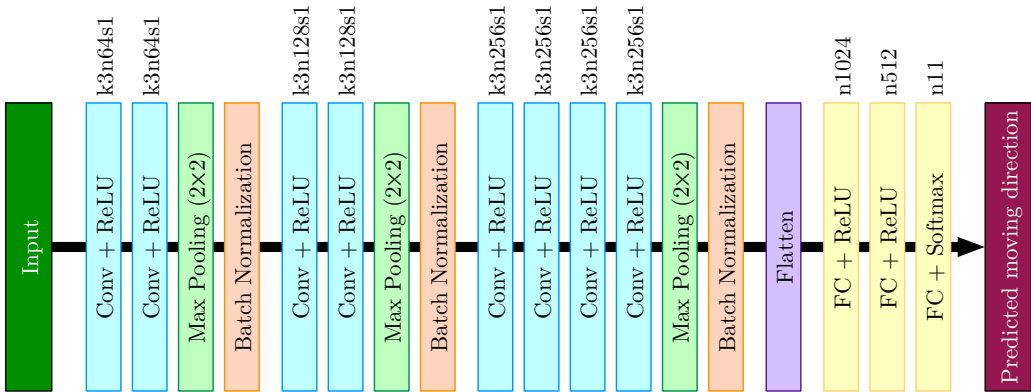 Input
k3n64s1
Conv + ReLU
k3n64s1
Conv + ReLU
Max Pooling (2×2)
Batch Normalization
k3n128s1
Conv + ReLU
k3n128s1
Conv + ReLU
Max Pooling (2×2)
Batch Normalization
k3n256s1
Conv + ReLU
k3n256s1
Conv + ReLU
k3n256s1
Conv + ReLU
k3n256s1
Conv + ReLU
Max Pooling (2×2)
Batch Normalization
Flatten
n1024
FC + ReLU
n512
FC + ReLU
n11
FC + Softmax
Predicted moving direction